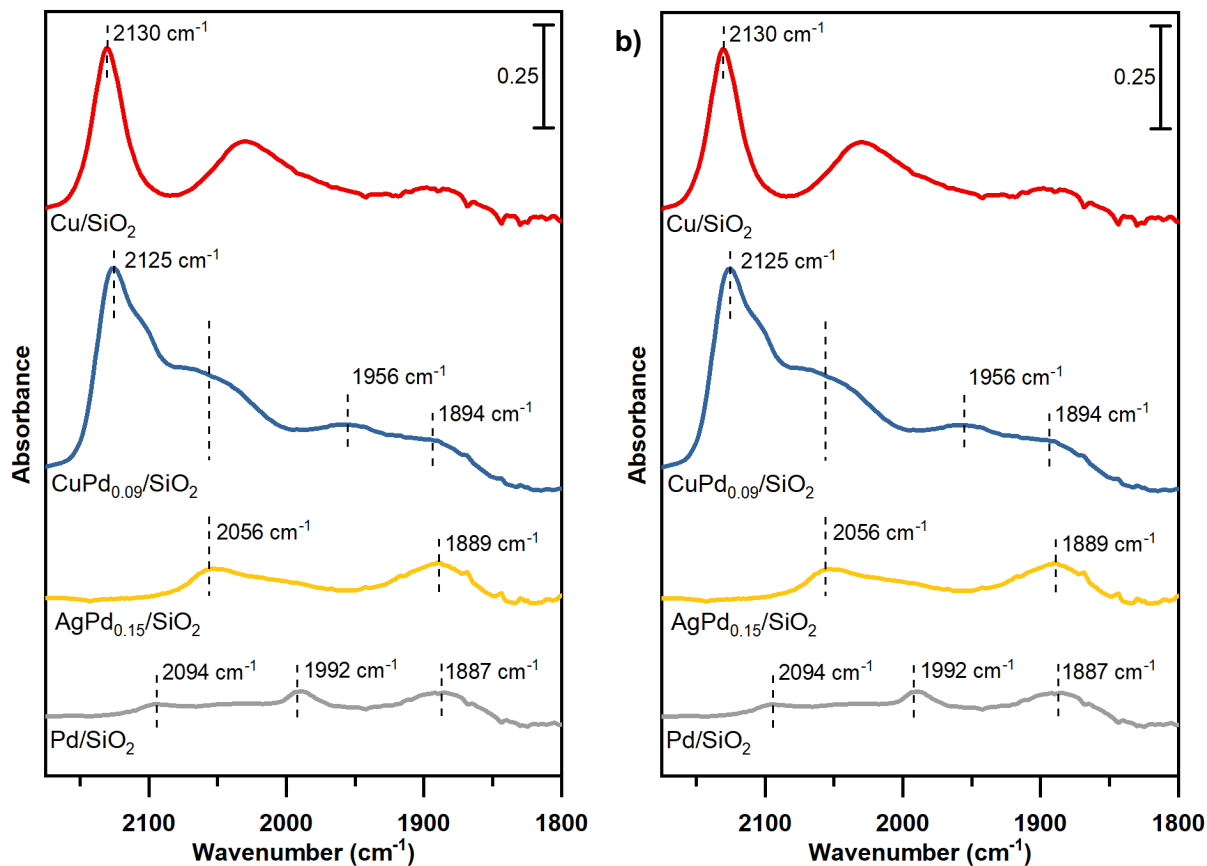 2130 cm⁻¹
0.25
Cu/SiO₂
2125 cm⁻¹
1956 cm⁻¹
1894 cm⁻¹
CuPd₀.₀₉/SiO₂
2056 cm⁻¹
1889 cm⁻¹
AgPd₀.₁₅/SiO₂
2094 cm⁻¹
1992 cm⁻¹
1887 cm⁻¹
Pd/SiO₂
Absorbance
2100 2000 1900 1800
Wavenumber (cm⁻¹)
b)
2130 cm⁻¹
0.25
Cu/SiO₂
2125 cm⁻¹
1956 cm⁻¹
1894 cm⁻¹
CuPd₀.₀₉/SiO₂
2056 cm⁻¹
1889 cm⁻¹
AgPd₀.₁₅/SiO₂
2094 cm⁻¹
1992 cm⁻¹
1887 cm⁻¹
Pd/SiO₂
Absorbance
2100 2000 1900 1800
Wavenumber (cm⁻¹)